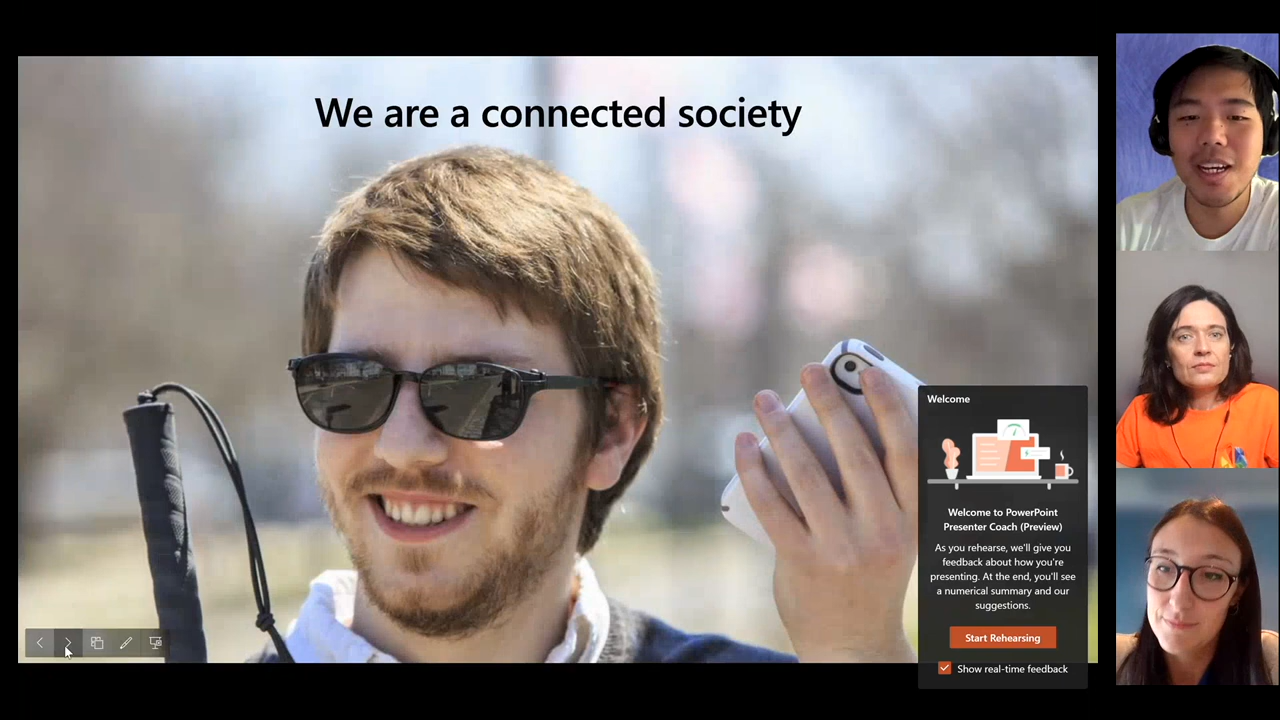 We are a connected society
Welcome
Welcome to PowerPoint
Presenter Coach (Preview)
As you rehearse, we'll give you
feedback about how you're
presenting. At the end, you'll see
a numerical summary and our
suggestions.
Start Rehearsing
Show real-time feedback